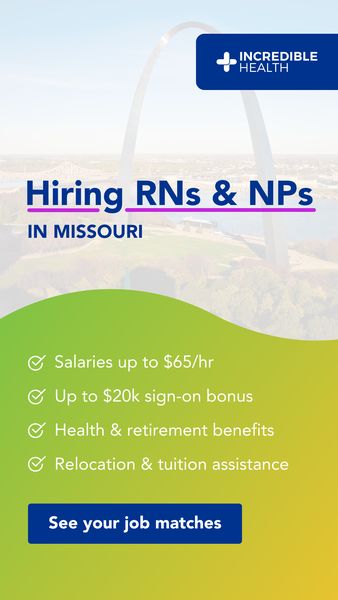 INCREDIBLE
HEALTH
Hiring RNs & NPs
IN MISSOURI
Salaries up to $65/hr
Up to $20k sign-on bonus
Health & retirement benefits
Relocation & tuition assistance
See your job matches